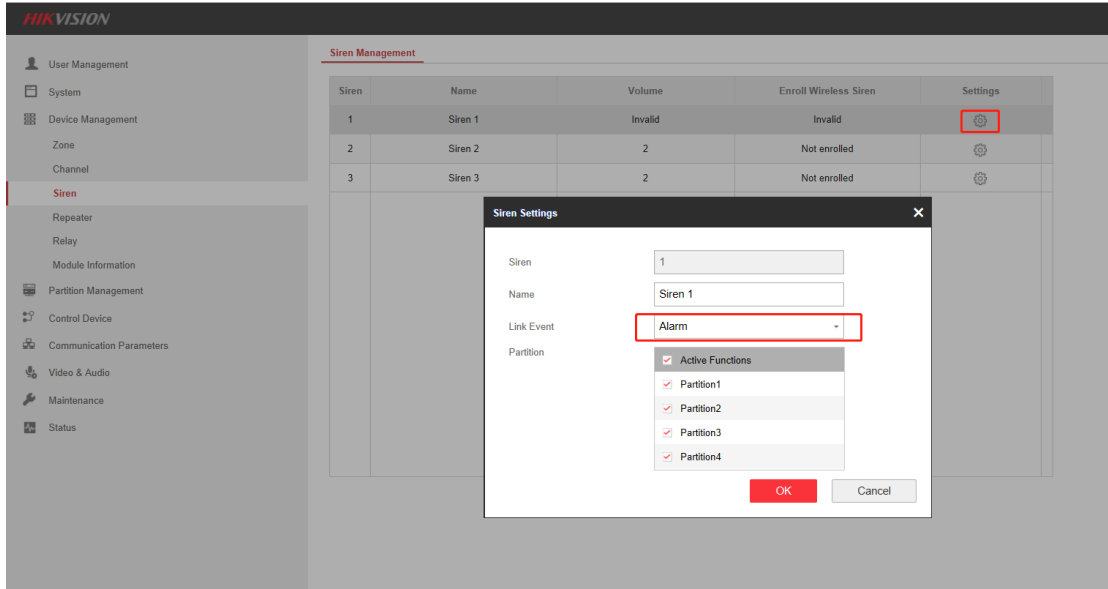 HIKVISION
User Management
System
Device Management
Zone
Channel
Siren
Repeater
Relay
Module Information
Partition Management
Control Device
Communication Parameters
Video & Audio
Maintenance
Status
Siren Management
Siren Name Volume Enroll Wireless Siren Settings
1 Siren 1 Invalid Invalid
2 Siren 2 2 Not enrolled
3 Siren 3 2 Not enrolled
Siren Settings
Siren 1
Name Siren 1
Link Event Alarm
Partition
Active Functions
Partition1
Partition2
Partition3
Partition4
OK Cancel